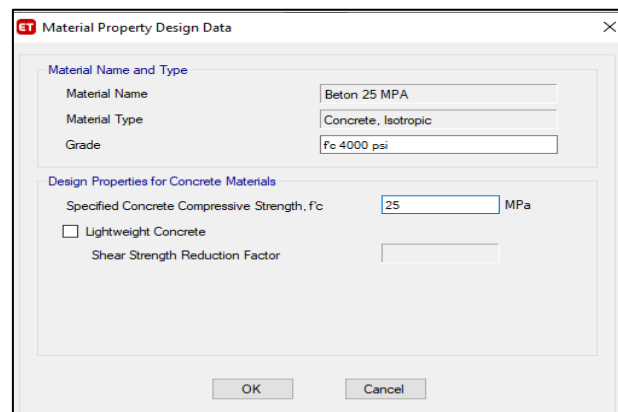 ET Material Property Design Data
Material Name and Type
Material Name Beton 25 MPA
Material Type Concrete, Isotropic
Grade f'c 4000 psi
Design Properties for Concrete Materials
Specified Concrete Compressive Strength, f'c 25 MPa
Lightweight Concrete
Shear Strength Reduction Factor
OK Cancel